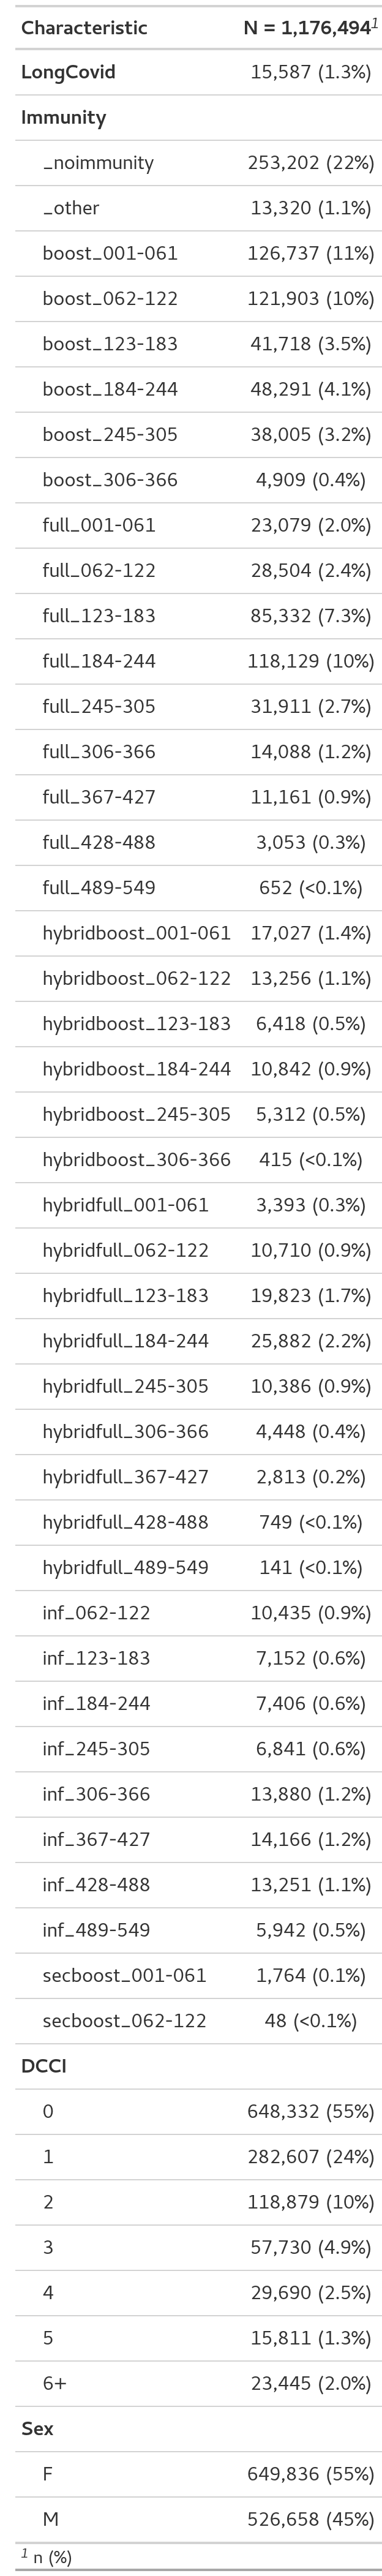 Characteristic N = 1,176,494¹
LongCovid 15,587 (1.3%)
Immunity
_noimmunity 253,202 (22%)
_other 13,320 (1.1%)
boost_001-061 126,737 (11%)
boost_062-122 121,903 (10%)
boost_123-183 41,718 (3.5%)
boost_184-244 48,291 (4.1%)
boost_245-305 38,005 (3.2%)
boost_306-366 4,909 (0.4%)
full_001-061 23,079 (2.0%)
full_062-122 28,504 (2.4%)
full_123-183 85,332 (7.3%)
full_184-244 118,129 (10%)
full_245-305 31,911 (2.7%)
full_306-366 14,088 (1.2%)
full_367-427 11,161 (0.9%)
full_428-488 3,053 (0.3%)
full_489-549 652 (<0.1%)
hybridboost_001-061 17,027 (1.4%)
hybridboost_062-122 13,256 (1.1%)
hybridboost_123-183 6,418 (0.5%)
hybridboost_184-244 10,842 (0.9%)
hybridboost_245-305 5,312 (0.5%)
hybridboost_306-366 415 (<0.1%)
hybridfull_001-061 3,393 (0.3%)
hybridfull_062-122 10,710 (0.9%)
hybridfull_123-183 19,823 (1.7%)
hybridfull_184-244 25,882 (2.2%)
hybridfull_245-305 10,386 (0.9%)
hybridfull_306-366 4,448 (0.4%)
hybridfull_367-427 2,813 (0.2%)
hybridfull_428-488 749 (<0.1%)
hybridfull_489-549 141 (<0.1%)
inf_062-122 10,435 (0.9%)
inf_123-183 7,152 (0.6%)
inf_184-244 7,406 (0.6%)
inf_245-305 6,841 (0.6%)
inf_306-366 13,880 (1.2%)
inf_367-427 14,166 (1.2%)
inf_428-488 13,251 (1.1%)
inf_489-549 5,942 (0.5%)
secboost_001-061 1,764 (0.1%)
secboost_062-122 48 (<0.1%)
DCCI
0 648,332 (55%)
1 282,607 (24%)
2 118,879 (10%)
3 57,730 (4.9%)
4 29,690 (2.5%)
5 15,811 (1.3%)
6+ 23,445 (2.0%)
Sex
F 649,836 (55%)
M 526,658 (45%)
¹ n (%)